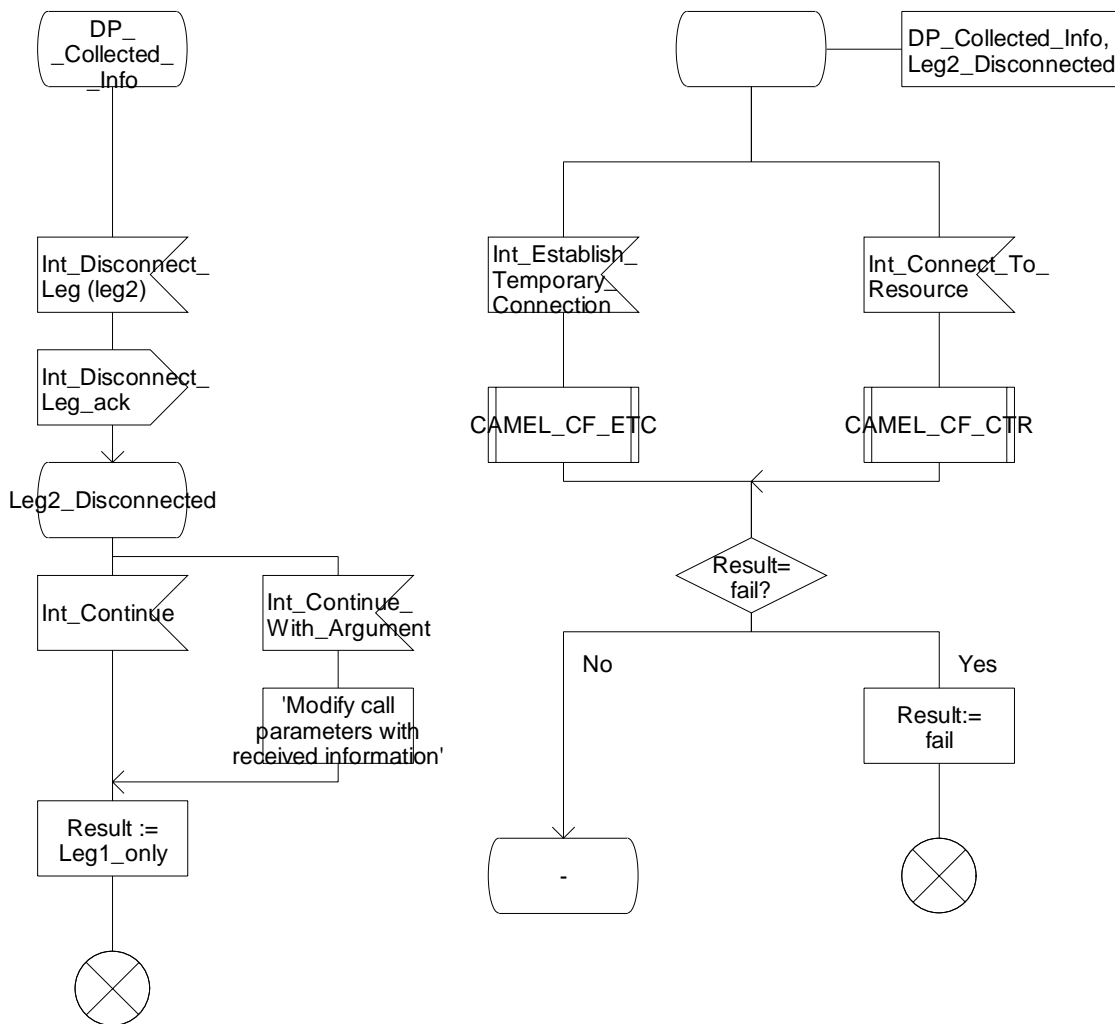 DP_
_Collected_
_Info
DP_Collected_Info,
Leg2_Disconnected
Int_Disconnect_
Leg (leg2)
Int_Establish_
Temporary_
Connection
Int_Connect_To_
Resource
Int_Disconnect_
Leg_ack
CAMEL_CF_ETC
CAMEL_CF_CTR
Leg2_Disconnected
Result=
fail?
Int_Continue
Int_Continue_
With_Argument
No
Yes
'Modify call
parameters with
received information'
Result:=
fail
Result :=
Leg1_only
-